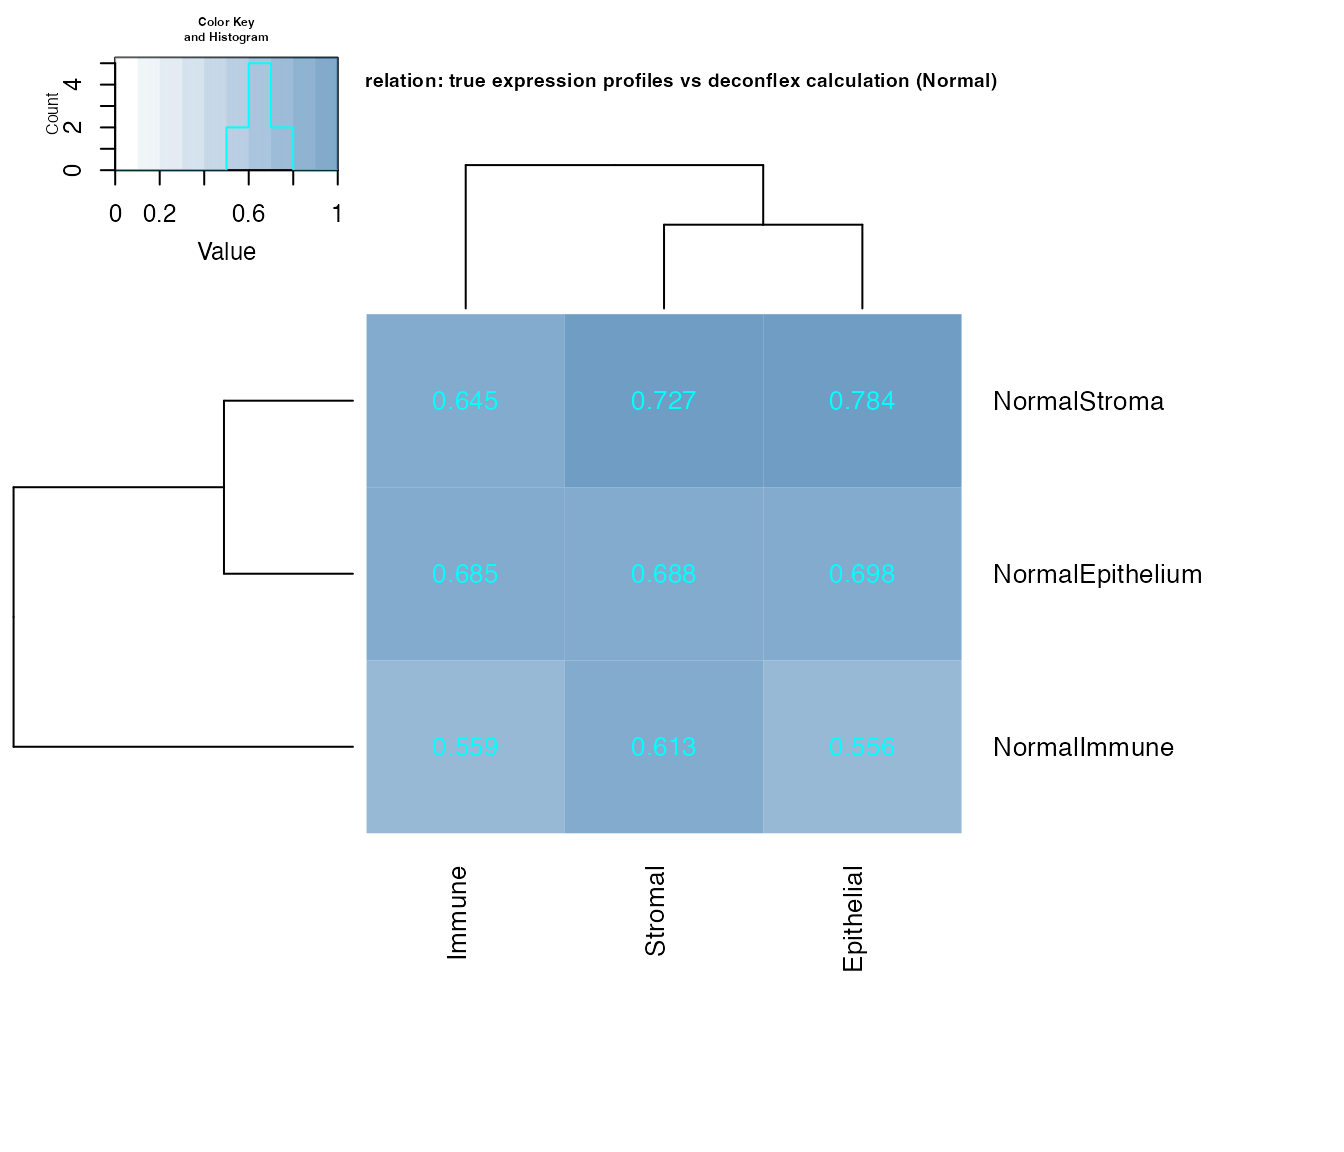 Color Key
and Histogram
Count
0 2 4
0 0.2 0.6 1
Value
relation: true expression profiles vs deconflex calculation (Normal)
0.645 0.727 0.784 NormalStroma
0.685 0.688 0.698 NormalEpithelium
0.559 0.613 0.556 NormalImmune
Immune
Stromal
Epithelial